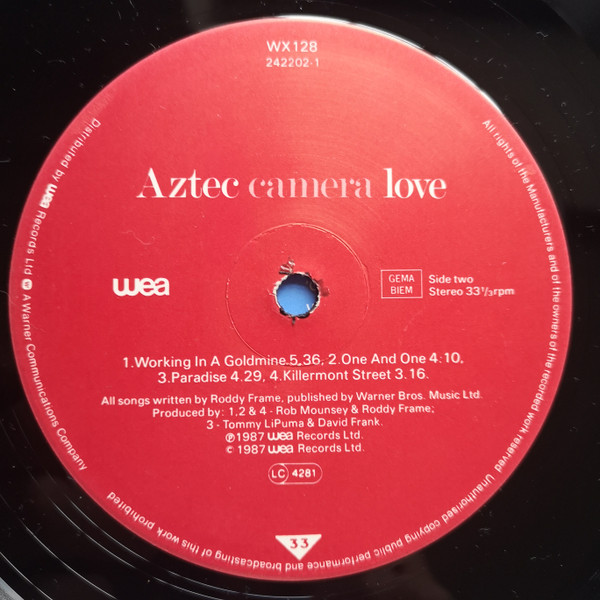 WX128
242202-1
Aztec camera love
wea
GEMA
BIEM
Side two
Stereo 33⅓rpm
1.Working In A Goldmine 5.36, 2.One And One 4.10,
3.Paradise 4.29, 4.Killermont Street 3.16.
All songs written by Roddy Frame, published by Warner Bros. Music Ltd.
Produced by: 1,2 & 4 - Rob Mounsey & Roddy Frame;
3 - Tommy LiPuma & David Frank.
℗ 1987 wea Records Ltd.
© 1987 wea Records Ltd.
LC 4281
33
Distributed by wea Records Ltd. A Warner Communications Company
All rights of the Manufacturers and of the owners of the recorded work reserved. Unauthorised copying public performance and broadcasting of this work prohibited